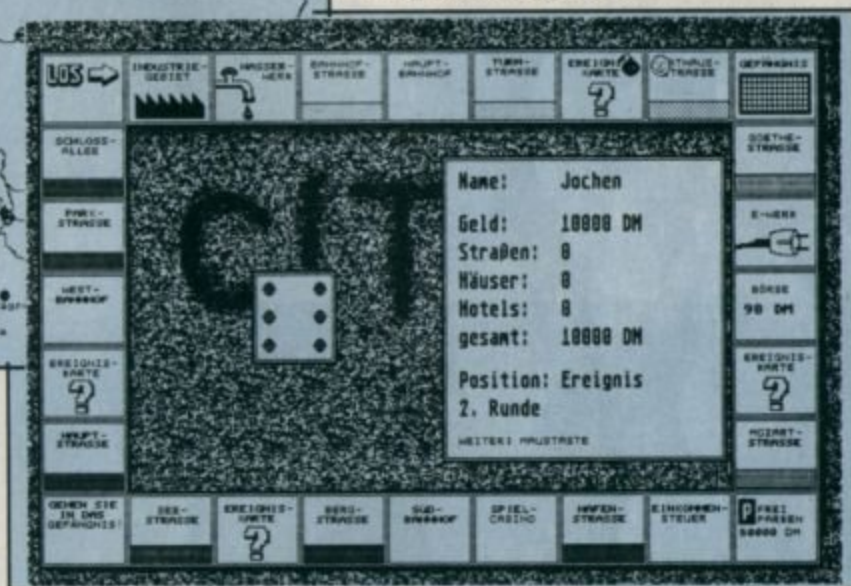 LOS
INDUSTRIE-
GEBIET
WASSER-
WERK
BAHNHOF-
STRASSE
HAUPT-
BAHNHOF
TURM-
STRASSE
EREIGNIS-
KARTE
?
RATHAUS-
STRASSE
GEFÄNGNIS
SCHLOSS-
ALLEE
GOETHE-
STRASSE
PARK-
STRASSE
E-WERK
WEST-
BAHNHOF
BÖRSE
90 DM
EREIGNIS-
KARTE
?
EREIGNIS-
KARTE
?
HAUPT-
STRASSE
MOZART-
STRASSE
CIT
Name: Jochen
Geld: 10000 DM
Straßen: 0
Häuser: 0
Hotels: 0
gesamt: 10000 DM
Position: Ereignis
2. Runde
WEITER: MAUSTASTE
GEHEN SIE
IN DAS
GEFÄNGNIS!
SEE-
STRASSE
EREIGNIS-
KARTE
?
BERG-
STRASSE
SÜD-
BAHNHOF
SPIEL-
CASINO
HAFEN-
STRASSE
EINKOMMEN-
STEUER
P FREI
PARKEN
50000 DM